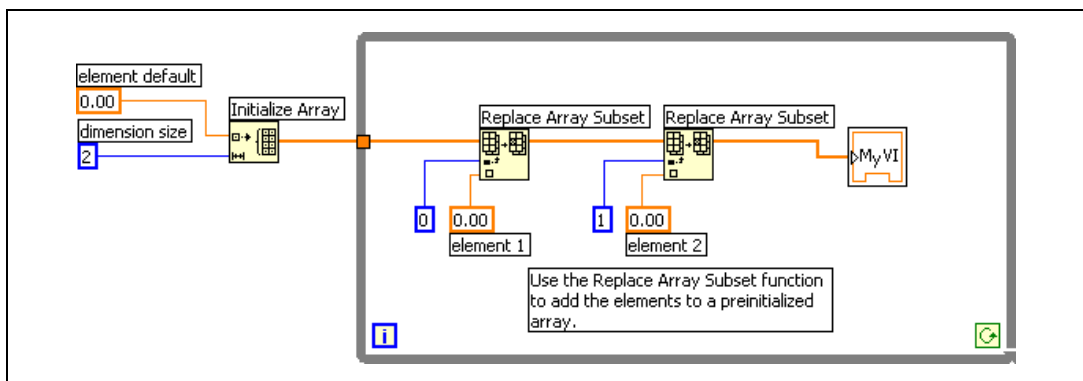 element default
0.00
Initialize Array
dimension size
2
Replace Array Subset
Replace Array Subset
MyVI
0
0.00
1
0.00
element 1
element 2
Use the Replace Array Subset function
to add the elements to a preinitialized
array.
i